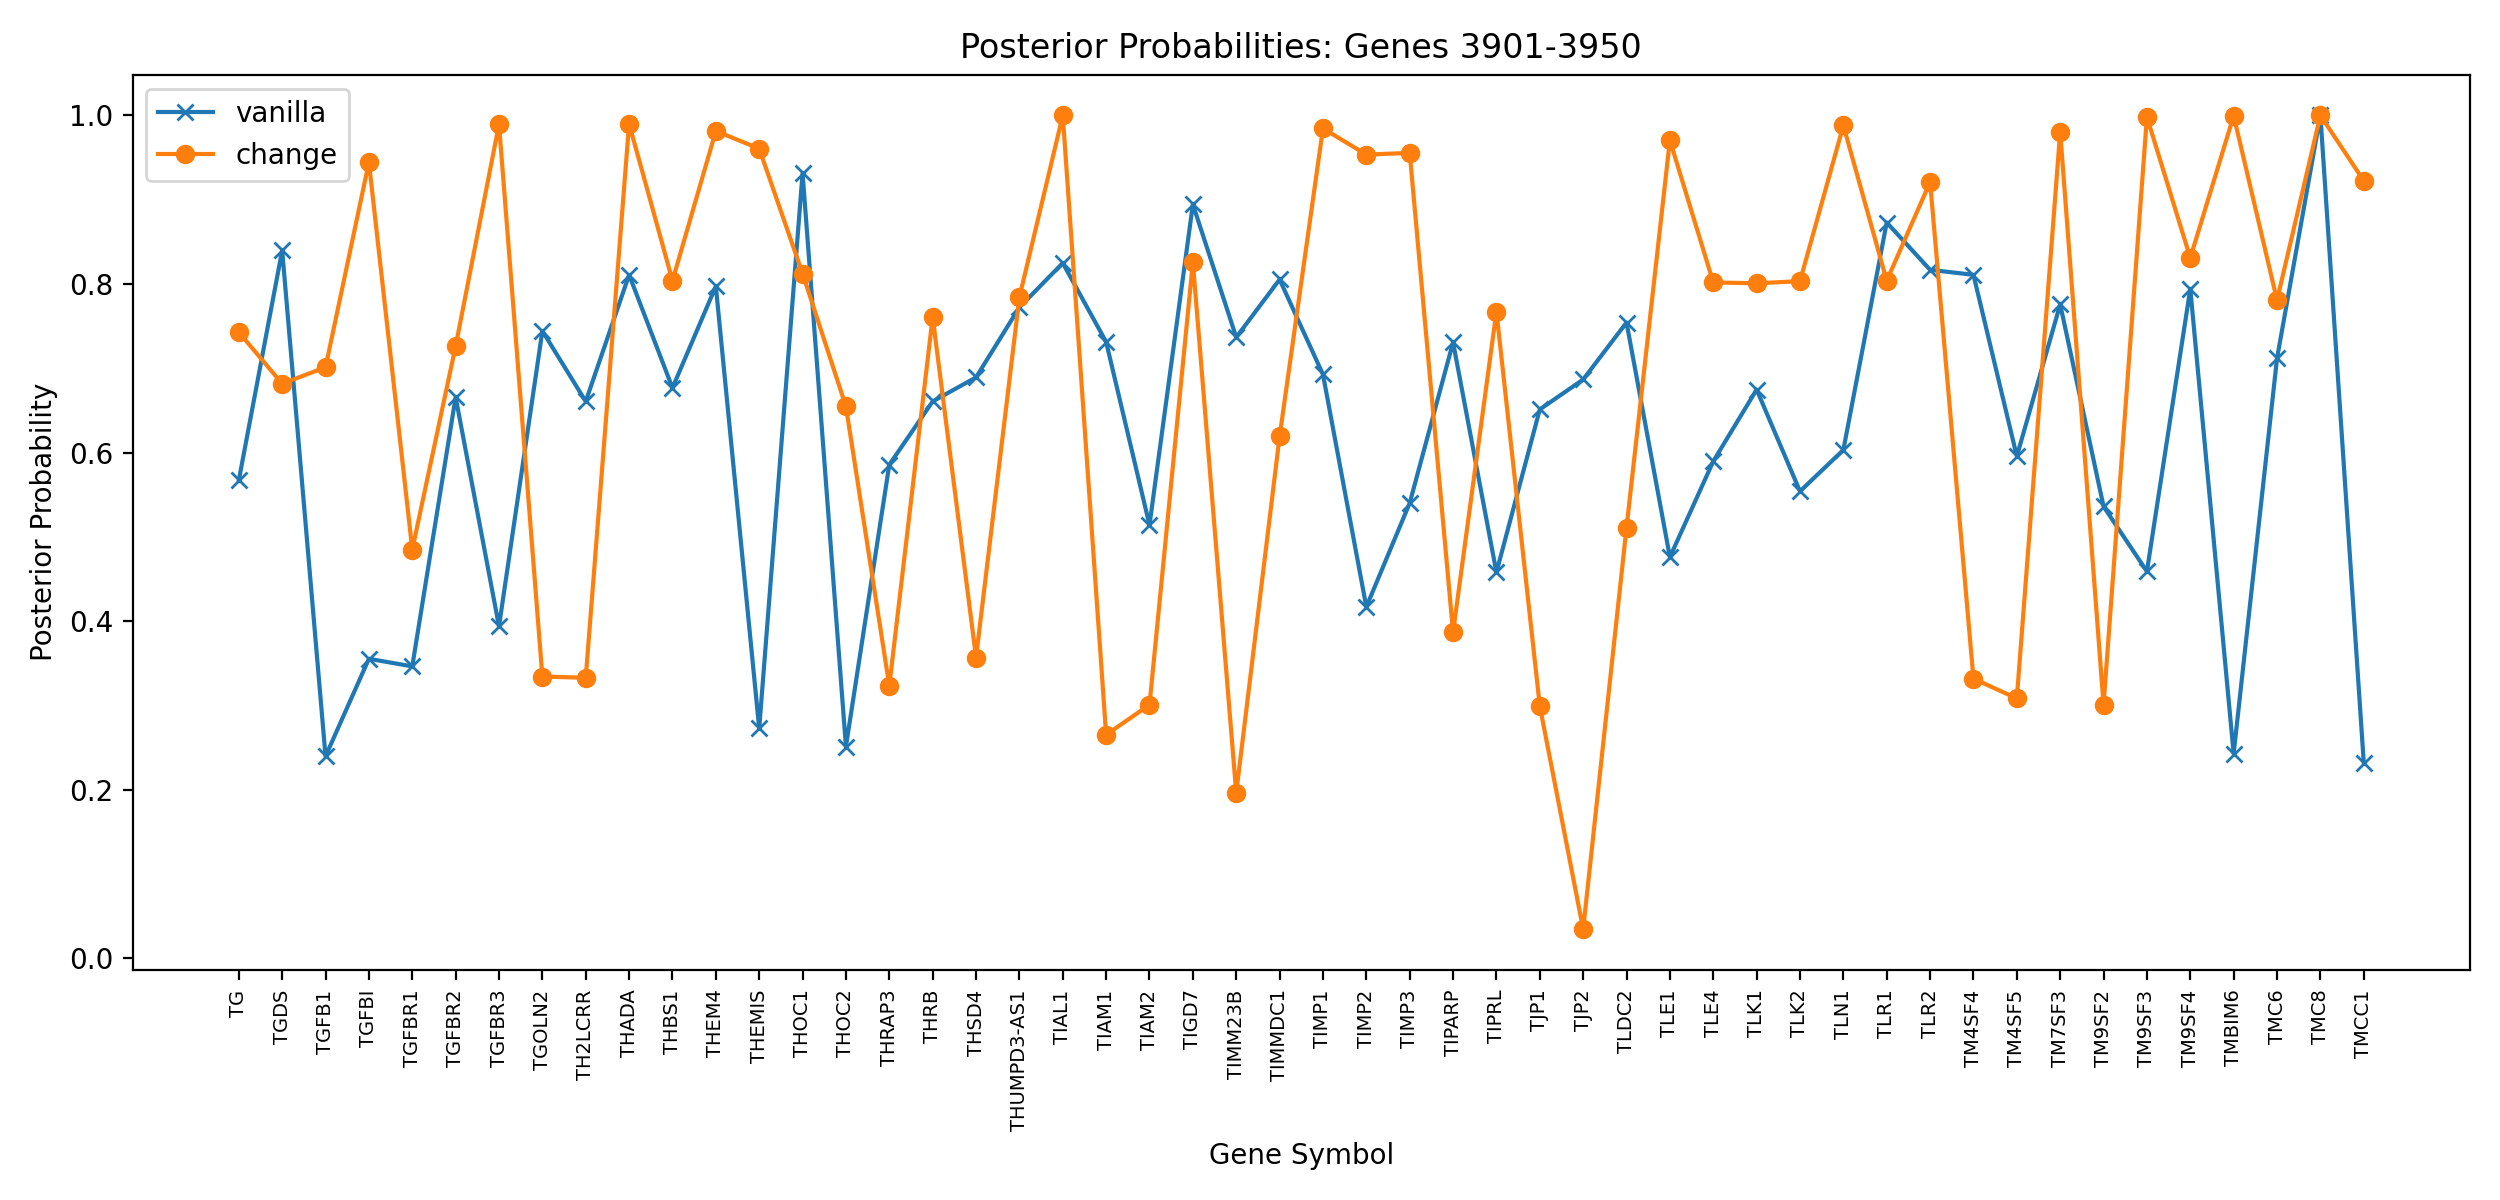 Posterior Probabilities: Genes 3901-3950
vanilla
change
Posterior Probability
1.0
0.8
0.6
0.4
0.2
0.0
TG
TGDS
TGFB1
TGFBI
TGFBR1
TGFBR2
TGFBR3
TGOLN2
TH2LCRR
THADA
THBS1
THEM4
THEMIS
THOC1
THOC2
THRAP3
THRB
THSD4
THUMPD3-AS1
TIAL1
TIAM1
TIAM2
TIGD7
TIMM23B
TIMMDC1
TIMP1
TIMP2
TIMP3
TIPARP
TIPRL
TJP1
TJP2
TLDC2
TLE1
TLE4
TLK1
TLK2
TLN1
TLR1
TLR2
TM4SF4
TM4SF5
TM7SF3
TM9SF2
TM9SF3
TM9SF4
TMBIM6
TMC6
TMC8
TMCC1
Gene Symbol